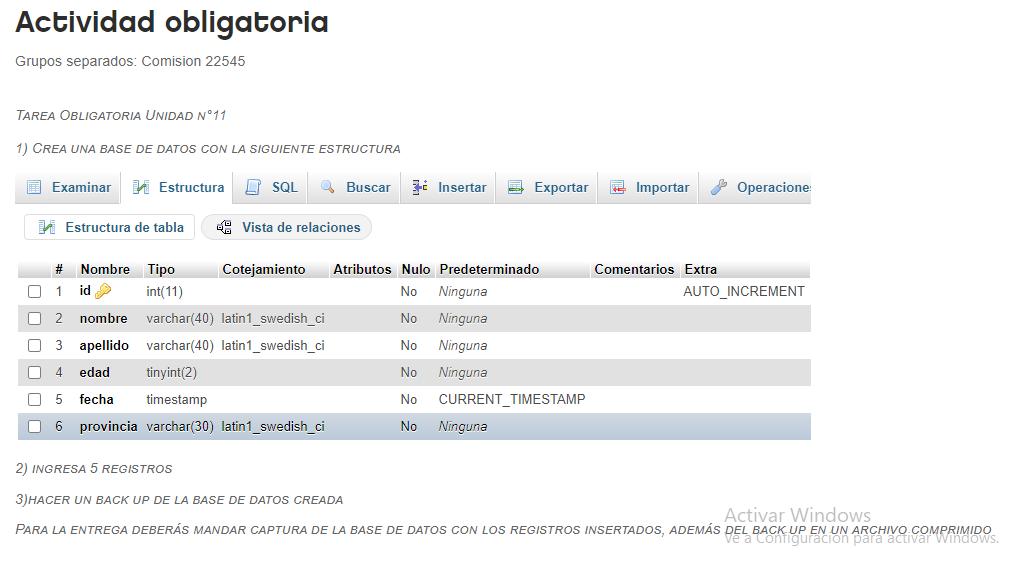 Actividad obligatoria
Grupos separados: Comision 22545
Tarea Obligatoria Unidad n°11
1) Crea una base de datos con la siguiente estructura
Examinar Estructura SQL Buscar Insertar Exportar Importar Operaciones
Estructura de tabla Vista de relaciones
# Nombre Tipo Cotejamiento Atributos Nulo Predeterminado Comentarios Extra
1 id int(11) No Ninguna AUTO_INCREMENT
2 nombre varchar(40) latin1_swedish_ci No Ninguna
3 apellido varchar(40) latin1_swedish_ci No Ninguna
4 edad tinyint(2) No Ninguna
5 fecha timestamp No CURRENT_TIMESTAMP
6 provincia varchar(30) latin1_swedish_ci No Ninguna
2) ingresa 5 registros
3)hacer un back up de la base de datos creada
Activar Windows
Para la entrega deberás mandar captura de la base de datos con los registros insertados, además del back up en un archivo comprimido
Ve a Configuración para activar Windows.